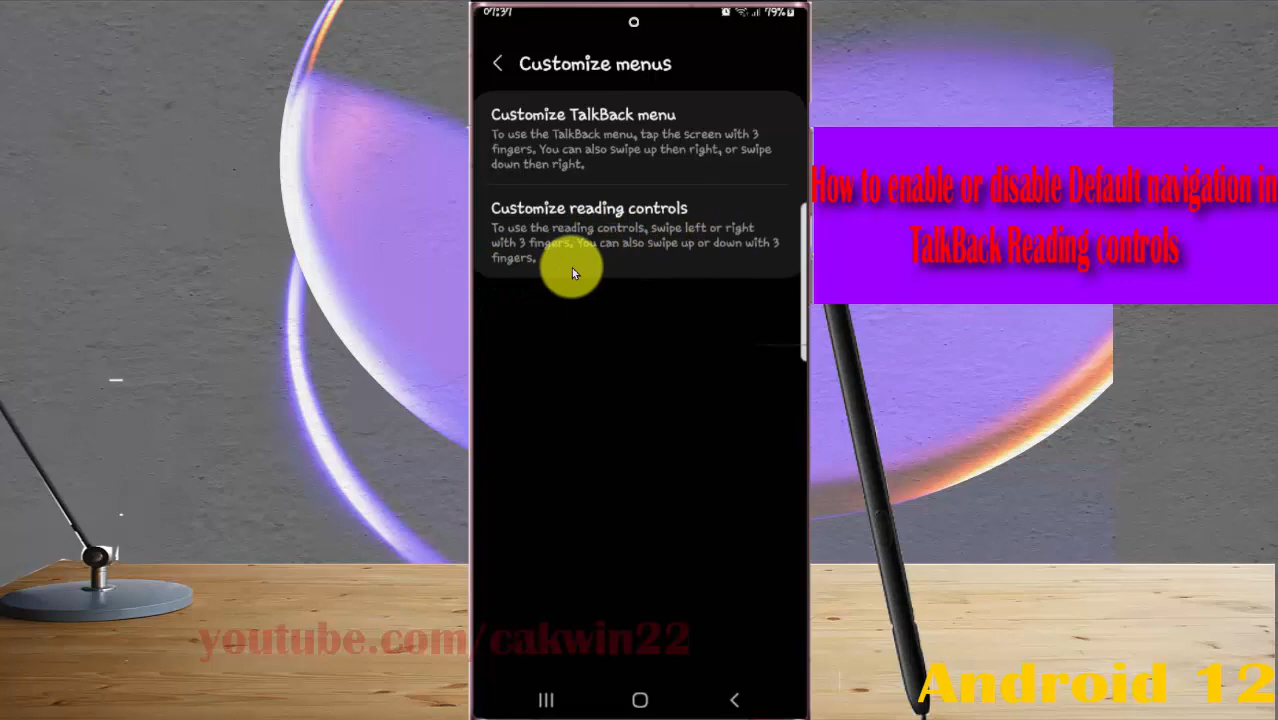 07:37
79%
Customize menus
Customize TalkBack menu
To use the TalkBack menu, tap the screen with 3
fingers. You can also swipe up then right, or swipe
down then right.
Customize reading controls
To use the reading controls, swipe left or right
with 3 fingers. You can also swipe up or down with 3
fingers.
How to enable or disable Default navigation in
TalkBack Reading controls
youtube.com/cakwin22
Android 12